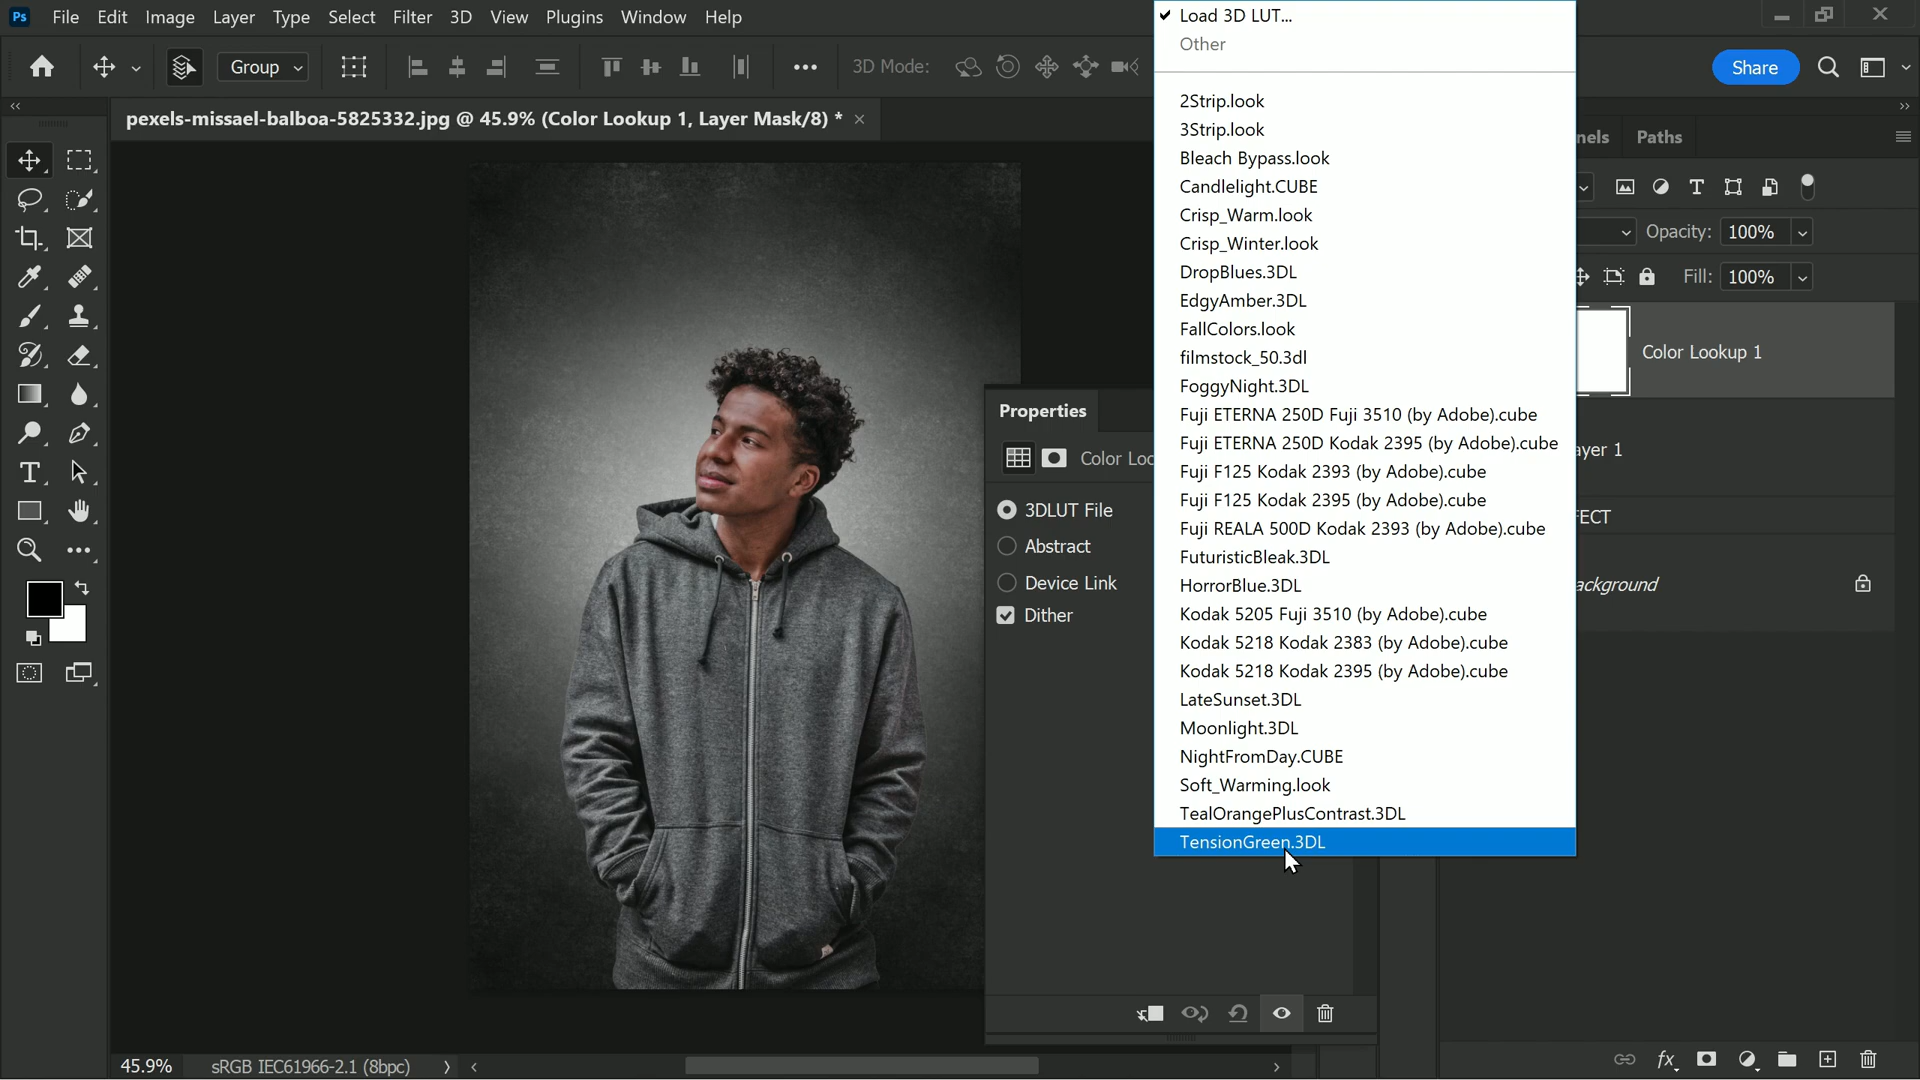 Ps File Edit Image Layer Type Select Filter 3D View Plugins Window Help
Group 3D Mode: Share
pexels-missael-balboa-5825332.jpg @ 45.9% (Color Lookup 1, Layer Mask/8) *
Load 3D LUT...
Other
2Strip.look
3Strip.look
Bleach Bypass.look
Candlelight.CUBE
Crisp_Warm.look
Crisp_Winter.look
DropBlues.3DL
EdgyAmber.3DL
FallColors.look
filmstock_50.3dl
FoggyNight.3DL
Fuji ETERNA 250D Fuji 3510 (by Adobe).cube
Fuji ETERNA 250D Kodak 2395 (by Adobe).cube
Fuji F125 Kodak 2393 (by Adobe).cube
Fuji F125 Kodak 2395 (by Adobe).cube
Fuji REALA 500D Kodak 2393 (by Adobe).cube
FuturisticBleak.3DL
HorrorBlue.3DL
Kodak 5205 Fuji 3510 (by Adobe).cube
Kodak 5218 Kodak 2383 (by Adobe).cube
Kodak 5218 Kodak 2395 (by Adobe).cube
LateSunset.3DL
Moonlight.3DL
NightFromDay.CUBE
Soft_Warming.look
TealOrangePlusContrast.3DL
TensionGreen.3DL
Properties
Color Loo
3DLUT File
Abstract
Device Link
Dither
nels Paths
Opacity: 100%
Fill: 100%
Color Lookup 1
ayer 1
FECT
ackground
45.9% sRGB IEC61966-2.1 (8bpc)
fx